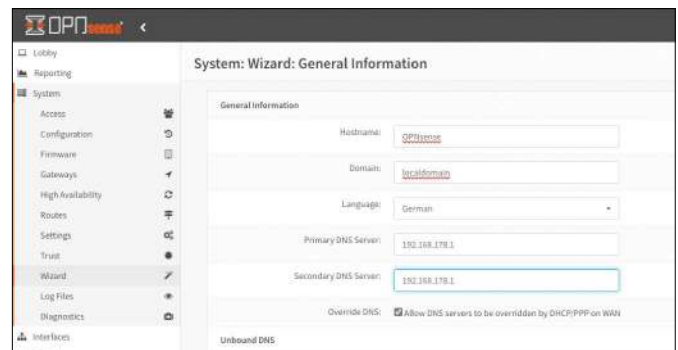 OPNsense
Lobby
Reporting
System
Access
Configuration
Firmware
Gateways
High Availability
Routes
Settings
Trust
Wizard
Log Files
Diagnostics
Interfaces
System: Wizard: General Information
General Information
Hostname: OPNsense
Domain: localdomain
Language: German
Primary DNS Server: 192.168.178.1
Secondary DNS Server: 192.168.178.1
Override DNS: Allow DNS servers to be overridden by DHCP/PPP on WAN
Unbound DNS